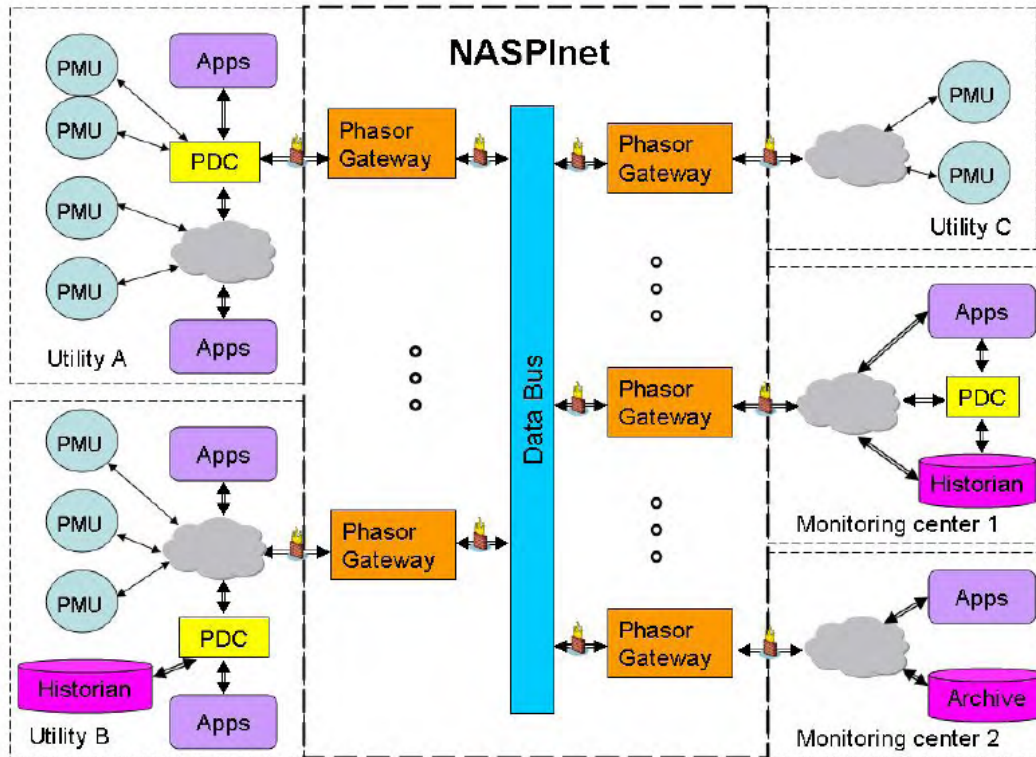 NASPInet
PMU
PMU
Apps
PDC
PMU
PMU
Apps
Utility A
PMU
PMU
PMU
Apps
PDC
Historian
Apps
Utility B
Phasor
Gateway
Phasor
Gateway
Data Bus
Phasor
Gateway
Phasor
Gateway
Phasor
Gateway
PMU
PMU
Utility C
Apps
PDC
Historian
Monitoring center 1
Apps
Archive
Monitoring center 2